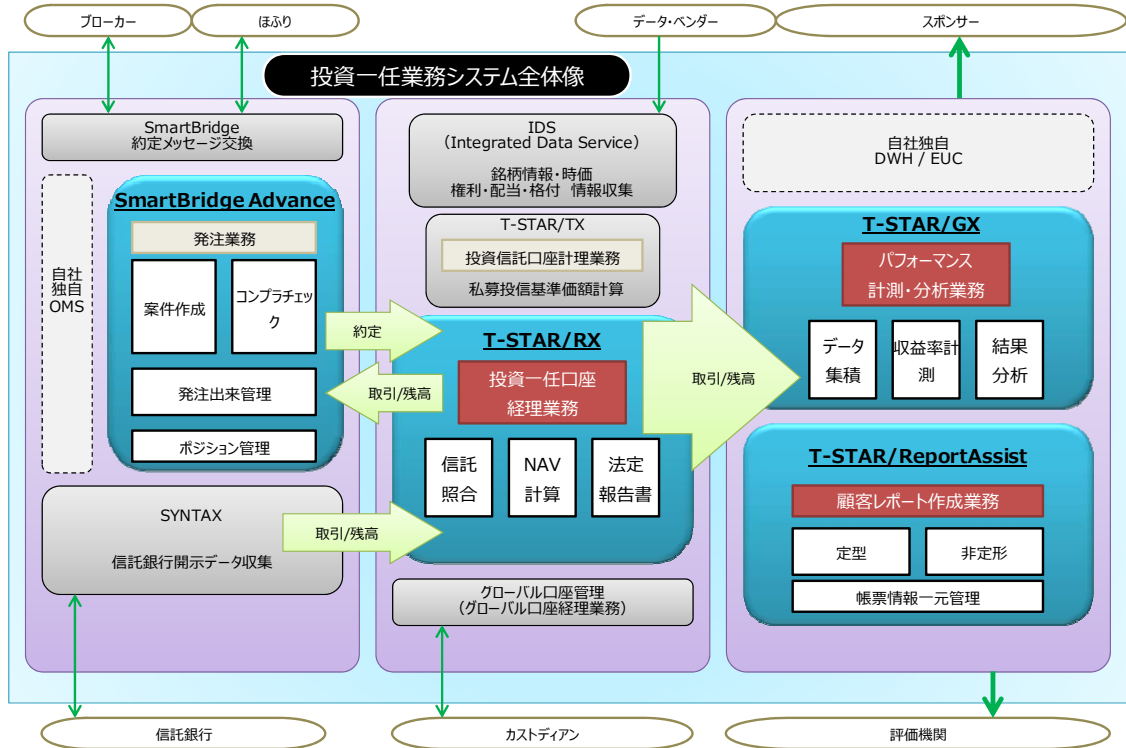 ブローカー
ほふり
データ・ベンダー
スポンサー
投資一任業務システム全体像
SmartBridge
約定メッセージ交換
自社
独自
OMS
SmartBridge Advance
発注業務
案件作成
コンプラチェッ
ク
発注出来管理
ポジション管理
SYNTAX
信託銀行開示データ収集
約定
取引/残高
取引/残高
IDS
（Integrated Data Service）
銘柄情報・時価
権利・配当・格付 情報収集
T-STAR/TX
投資信託口座計理業務
私募投信基準価額計算
T-STAR/RX
投資一任口座
経理業務
信託
照合
NAV
計算
法定
報告書
グローバル口座管理
（グローバル口座経理業務）
取引/残高
自社独自
DWH / EUC
T-STAR/GX
パフォーマンス
計測・分析業務
データ
集積
収益率計
測
結果
分析
T-STAR/ReportAssist
顧客レポート作成業務
定型
非定形
帳票情報一元管理
信託銀行
カストディアン
評価機関